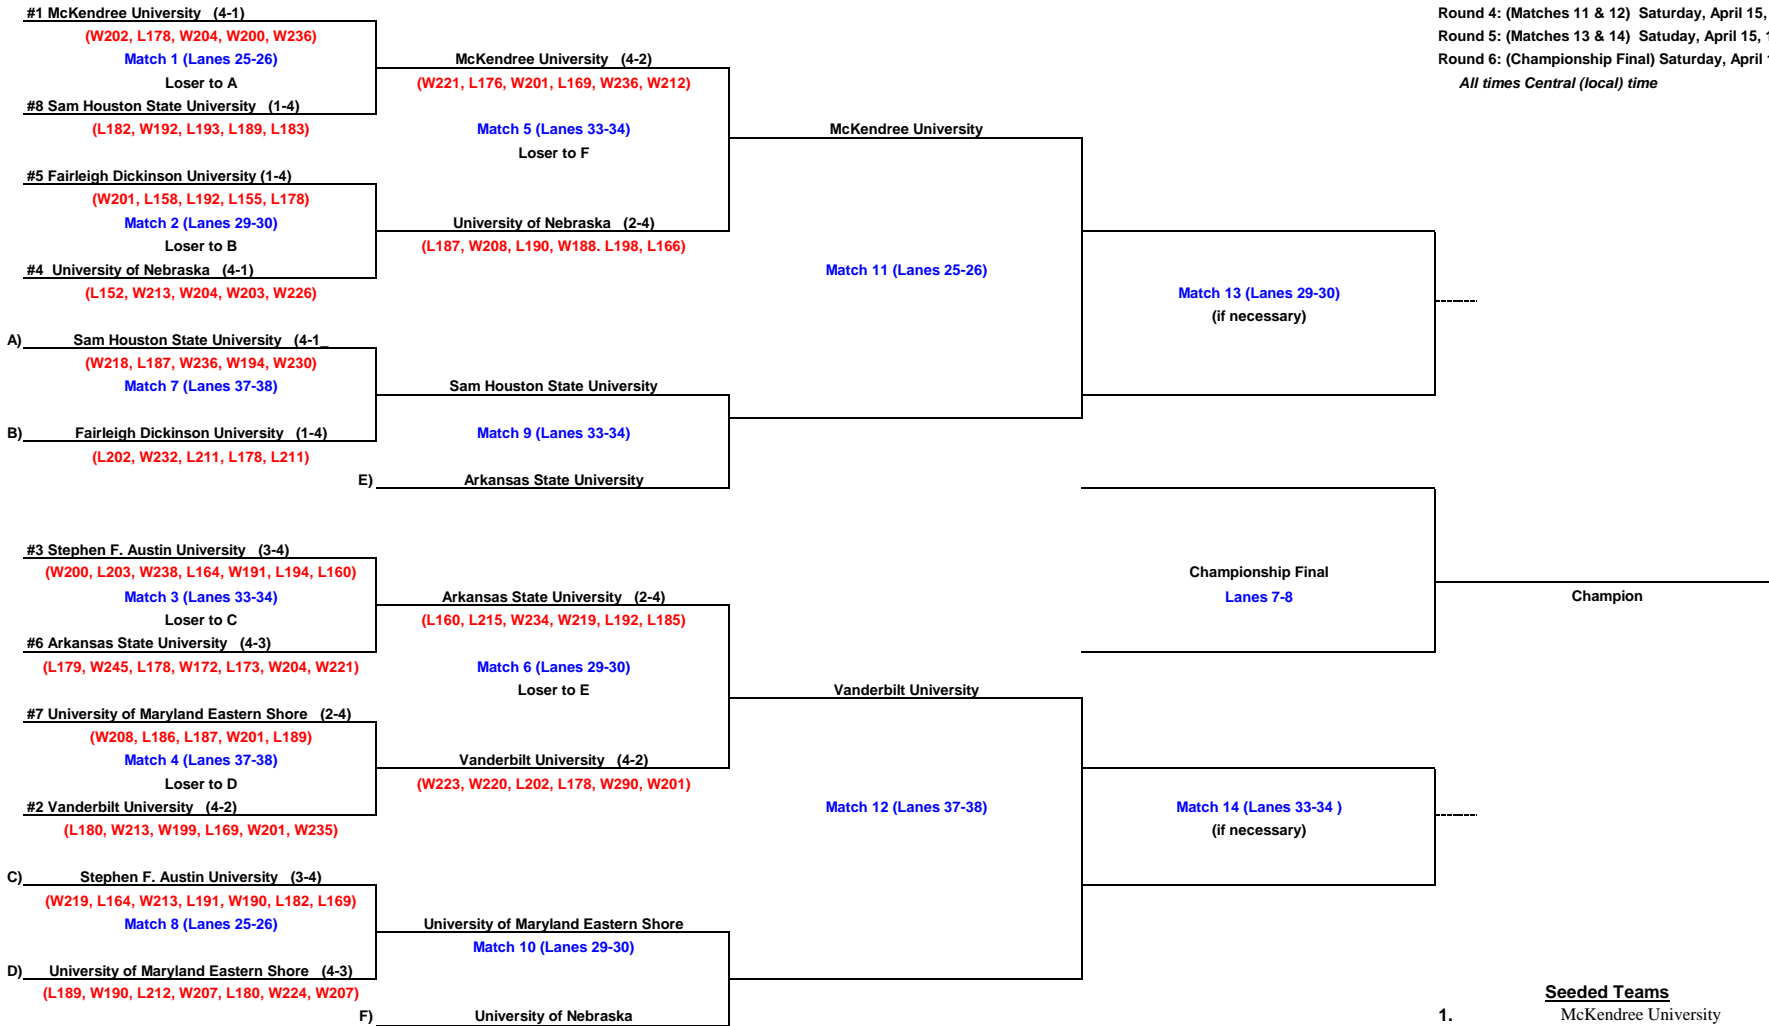 #1 McKendree University (4-1)
(W202, L178, W204, W200, W236)
Match 1 (Lanes 25-26)
Loser to A
#8 Sam Houston State University (1-4)
(L182, W192, L193, L189, L183)
#5 Fairleigh Dickinson University (1-4)
(W201, L158, L192, L155, L178)
Match 2 (Lanes 29-30)
Loser to B
#4 University of Nebraska (4-1)
(L152, W213, W204, W203, W226)
A) Sam Houston State University (4-1_
(W218, L187, W236, W194, W230)
Match 7 (Lanes 37-38)
B) Fairleigh Dickinson University (1-4)
(L202, W232, L211, L178, L211)
#3 Stephen F. Austin University (3-4)
(W200, L203, W238, L164, W191, L194, L160)
Match 3 (Lanes 33-34)
Loser to C
#6 Arkansas State University (4-3)
(L179, W245, L178, W172, L173, W204, W221)
#7 University of Maryland Eastern Shore (2-4)
(W208, L186, L187, W201, L189)
Match 4 (Lanes 37-38)
Loser to D
#2 Vanderbilt University (4-2)
(L180, W213, W199, L169, W201, W235)
C) Stephen F. Austin University (3-4)
(W219, L164, W213, L191, W190, L182, L169)
Match 8 (Lanes 25-26)
D) University of Maryland Eastern Shore (4-3)
(L189, W190, L212, W207, L180, W224, W207)
McKendree University (4-2)
(W221, L176, W201, L169, W236, W212)
Match 5 (Lanes 33-34)
Loser to F
University of Nebraska (2-4)
(L187, W208, L190, W188. L198, L166)
Sam Houston State University
Match 9 (Lanes 33-34)
E) Arkansas State University
Arkansas State University (2-4)
(L160, L215, W234, W219, L192, L185)
Match 6 (Lanes 29-30)
Loser to E
Vanderbilt University (4-2)
(W223, W220, L202, L178, W290, W201)
University of Maryland Eastern Shore
Match 10 (Lanes 29-30)
F) University of Nebraska
McKendree University
Match 11 (Lanes 25-26)
Vanderbilt University
Match 12 (Lanes 37-38)
Match 13 (Lanes 29-30)
(if necessary)
Championship Final
Lanes 7-8
Match 14 (Lanes 33-34 )
(if necessary)
Round 4: (Matches 11 & 12) Saturday, April 15,
Round 5: (Matches 13 & 14) Satuday, April 15,
Round 6: (Championship Final) Saturday, April
All times Central (local) time
Champion
Seeded Teams
1. McKendree University